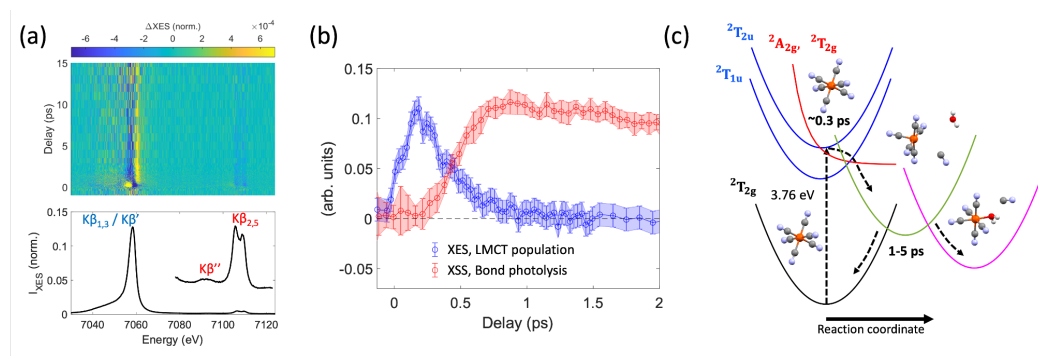 (a)
ΔXES (norm.)
×10⁻⁴
-6 -4 -2 0 2 4 6
15
10
5
0
Delay (ps)
Kβ₁,₃ / Kβ'
Kβ₂,₅
Kβ''
0.15
0.10
0.05
0
I_XES (norm.)
7040 7060 7080 7100 7120
Energy (eV)
(b)
0.15
0.10
0.05
0
-0.05
(arb. units)
XES, LMCT population
XSS, Bond photolysis
0 0.5 1 1.5 2
Delay (ps)
(c)
²T₂u
²A₂g, ²T₂g
²T₁u
~0.3 ps
²T₂g
3.76 eV
1-5 ps
Reaction coordinate